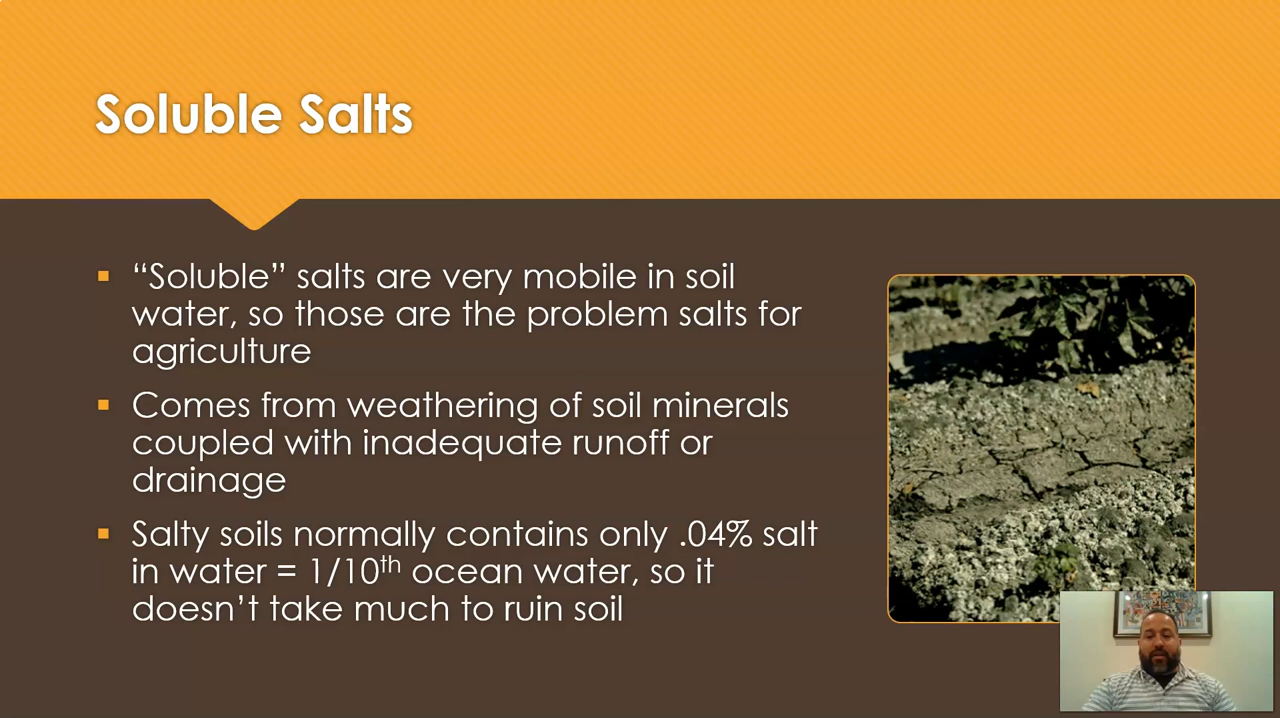 Soluble Salts
“Soluble” salts are very mobile in soil
water, so those are the problem salts for
agriculture
Comes from weathering of soil minerals
coupled with inadequate runoff or
drainage
Salty soils normally contains only .04% salt
in water = 1/10th ocean water, so it
doesn’t take much to ruin soil